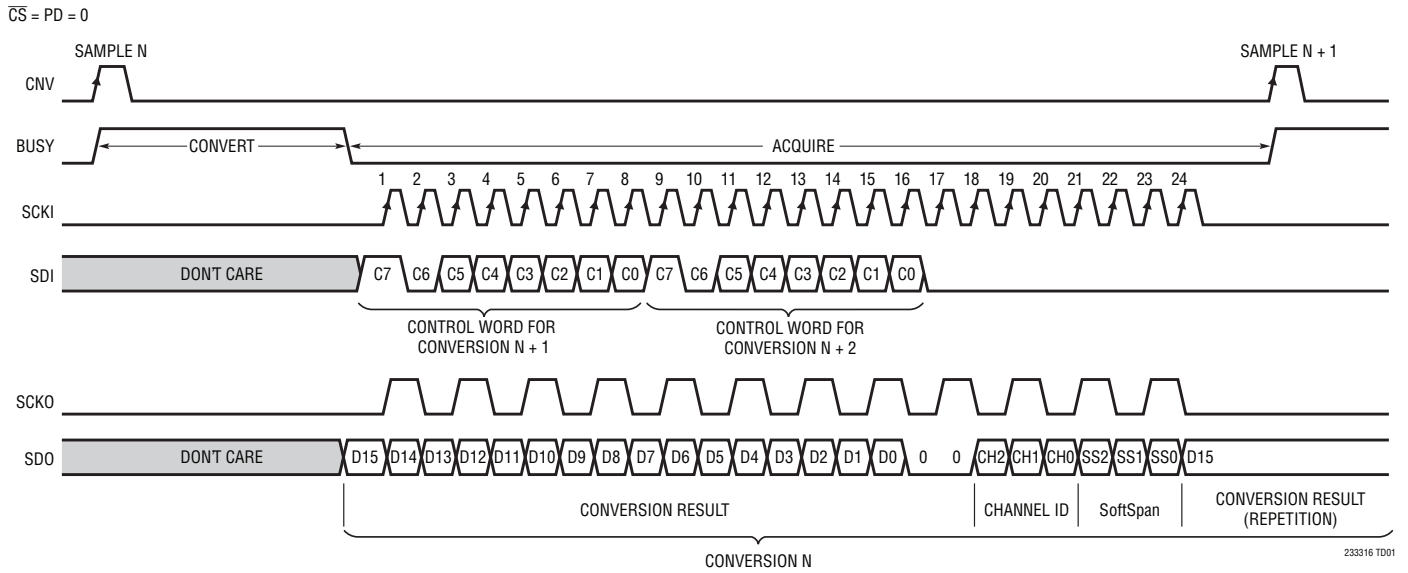 CS = PD = 0
SAMPLE N SAMPLE N + 1
CNV
BUSY CONVERT ACQUIRE
1 2 3 4 5 6 7 8 9 10 11 12 13 14 15 16 17 18 19 20 21 22 23 24
SCKI
SDI DON'T CARE C7 C6 C5 C4 C3 C2 C1 C0 C7 C6 C5 C4 C3 C2 C1 C0
CONTROL WORD FOR CONTROL WORD FOR
CONVERSION N + 1 CONVERSION N + 2
SCKO
SDO DON'T CARE D15 D14 D13 D12 D11 D10 D9 D8 D7 D6 D5 D4 D3 D2 D1 D0 0 0 CH2 CH1 CH0 SS2 SS1 SS0 D15
CONVERSION RESULT CHANNEL ID SoftSpan CONVERSION RESULT
(REPETITION)
CONVERSION N
233316 TD01